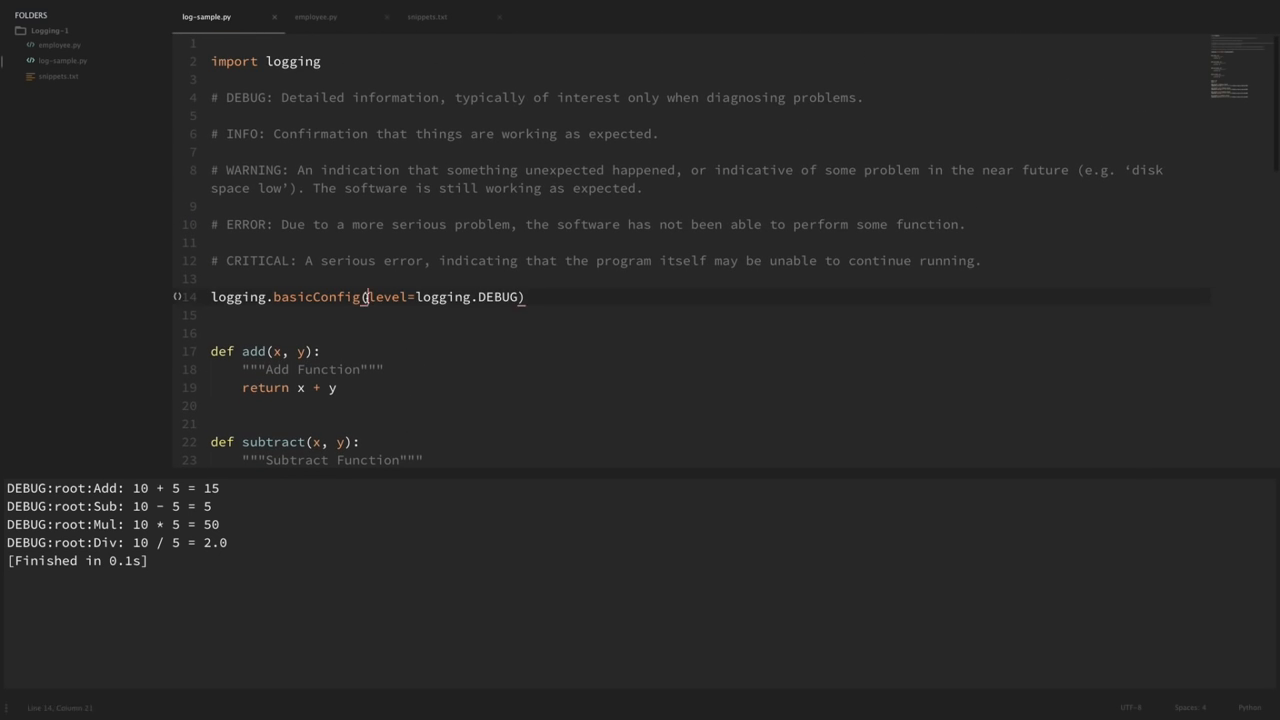 FOLDERS
Logging-1
employee.py
log-sample.py
snippets.txt
log-sample.py × employee.py × snippets.txt ×
1
2 import logging
3
4 # DEBUG: Detailed information, typically of interest only when diagnosing problems.
5
6 # INFO: Confirmation that things are working as expected.
7
8 # WARNING: An indication that something unexpected happened, or indicative of some problem in the near future (e.g. ‘disk
space low’). The software is still working as expected.
9
10 # ERROR: Due to a more serious problem, the software has not been able to perform some function.
11
12 # CRITICAL: A serious error, indicating that the program itself may be unable to continue running.
13
14 logging.basicConfig(level=logging.DEBUG)
15
16
17 def add(x, y):
18 """Add Function"""
19 return x + y
20
21
22 def subtract(x, y):
23 """Subtract Function"""
DEBUG:root:Add: 10 + 5 = 15
DEBUG:root:Sub: 10 - 5 = 5
DEBUG:root:Mul: 10 * 5 = 50
DEBUG:root:Div: 10 / 5 = 2.0
[Finished in 0.1s]
Line 14, Column 21 UTF-8 Spaces: 4 Python